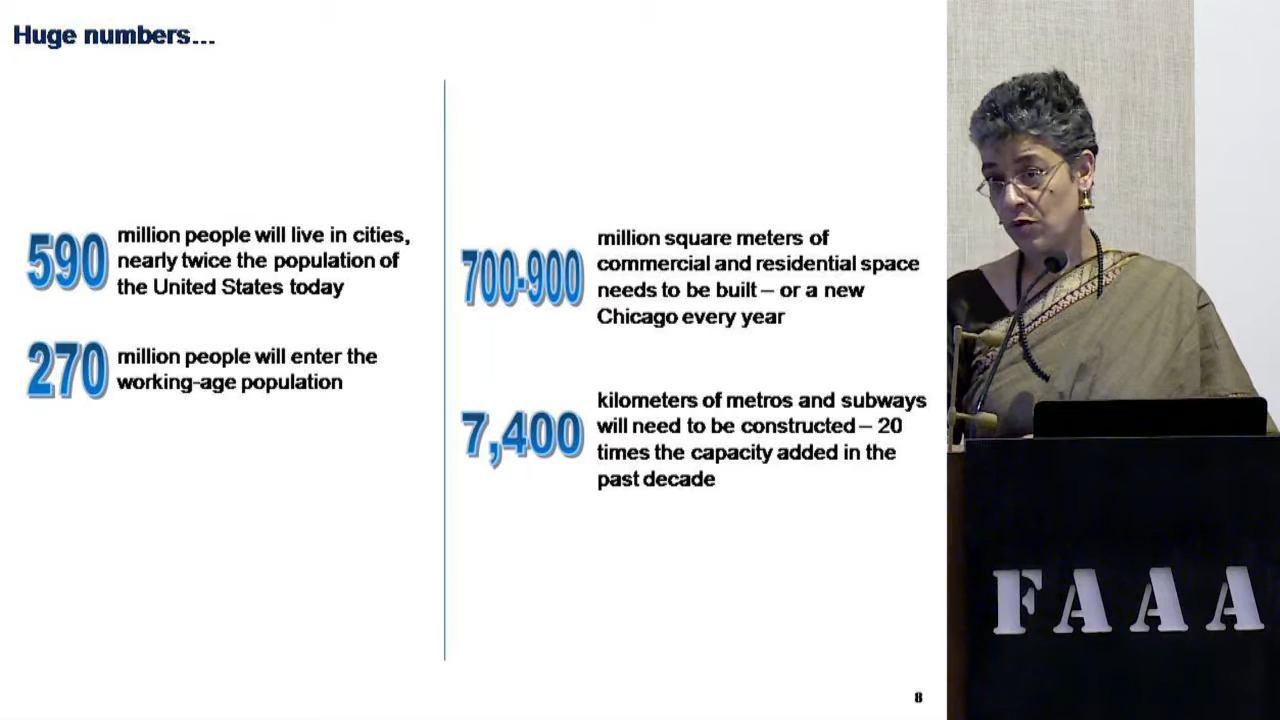 Huge numbers...
590
million people will live in cities,
nearly twice the population of
the United States today
270
million people will enter the
working-age population
700-900
million square meters of
commercial and residential space
needs to be built – or a new
Chicago every year
7,400
kilometers of metros and subways
will need to be constructed – 20
times the capacity added in the
past decade
8
FAAA